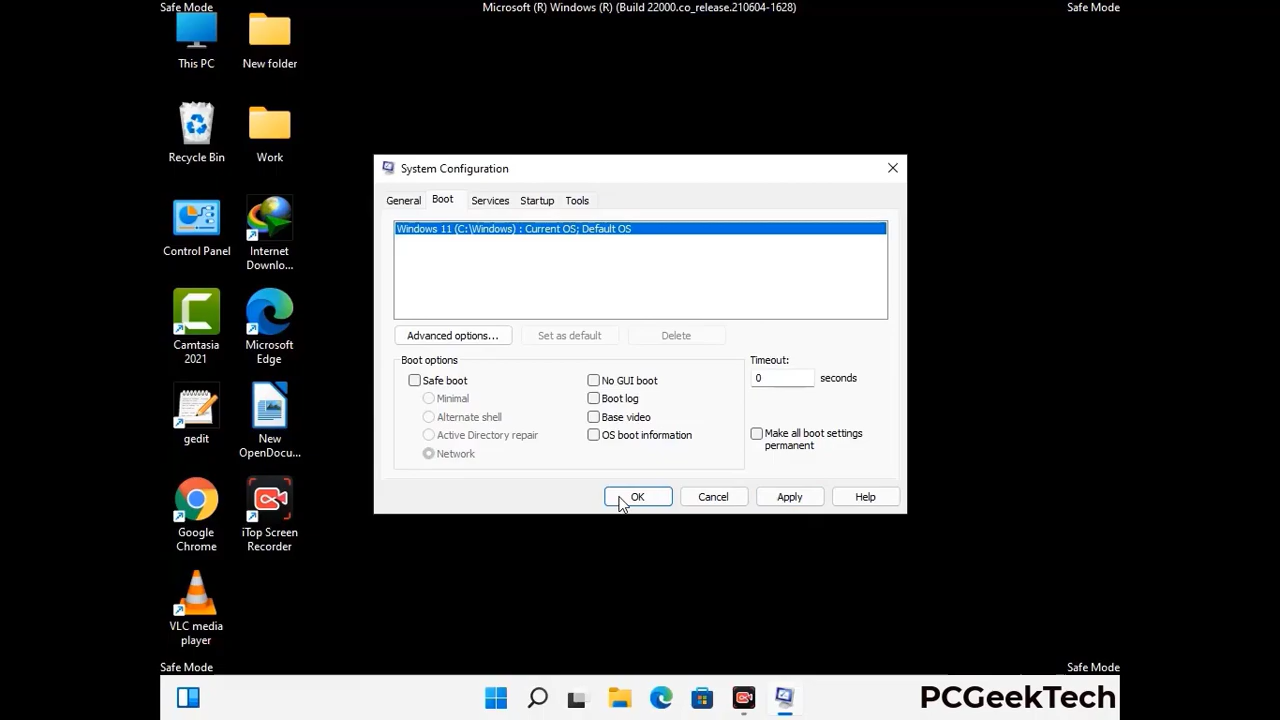 Safe Mode
Microsoft (R) Windows (R) (Build 22000.co_release.210604-1628)
Safe Mode
This PC
New folder
Recycle Bin
Work
Control Panel
Internet
Downlo...
Camtasia
2021
Microsoft
Edge
gedit
New
OpenDocu...
Google
Chrome
iTop Screen
Recorder
VLC media
player
System Configuration
General
Boot
Services
Startup
Tools
Windows 11 (C:\Windows) : Current OS; Default OS
Advanced options...
Set as default
Delete
Boot options
Safe boot
Minimal
Alternate shell
Active Directory repair
Network
No GUI boot
Boot log
Base video
OS boot information
Timeout:
0 seconds
Make all boot settings
permanent
OK
Cancel
Apply
Help
Safe Mode
Safe Mode
PCGeekTech